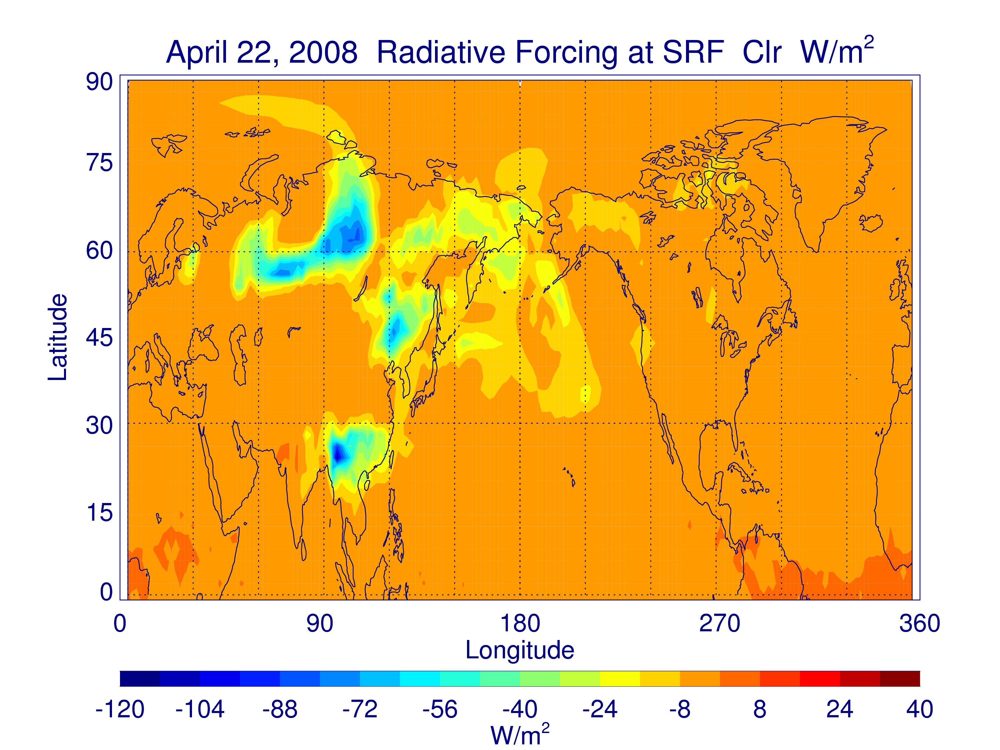 April 22, 2008 Radiative Forcing at SRF Clr W/m²
90
75
60
45
30
15
0
Latitude
0 90 180 270 360
Longitude
-120 -104 -88 -72 -56 -40 -24 -8 8 24 40
W/m²